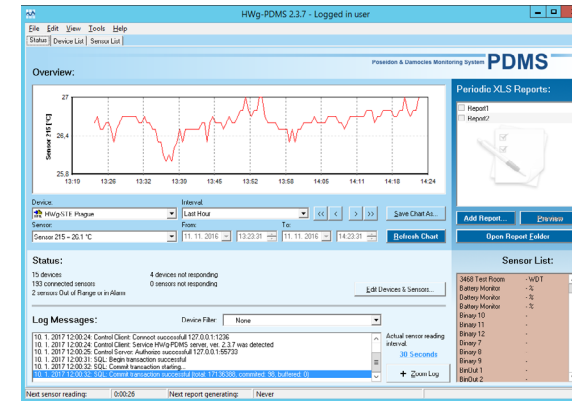 HWg-PDMS 2.3.7 - Logged in user
File Edit View Tools Help
Status Device List Sensor List
Poseidon & Damocles Monitoring System PDMS
Overview:
27
26,4
25,8
Sensor 215 [°C]
13:10 13:26 13:32 13:39 13:45 13:52 13:58 14:05 14:11 14:18 14:24
Device: Interval:
HWg-STE Prague Last Hour << < > >> Save Chart As...
Sensor: From: To:
Sensor 215 - 26.1 °C 11. 11. 2016 13:23:31 11. 11. 2016 14:23:31 Refresh Chart
Periodic XLS Reports:
Report1
Report2
Add Report... Preview
Open Report Folder
Status:
15 devices 4 devices not responding
193 connected sensors 0 sensors not responding
2 sensors Out of Range or in Alarm
Edit Devices & Sensors...
Sensor List:
3468 Test Room - WDT
Battery Monitor - %
Battery Monitor - %
Battery Monitor - %
Binary 10 -
Binary 11 -
Binary 12 -
Binary 7 -
Binary 8 -
Binary 9 -
BinOut 1 -
BinOut 2 -
Log Messages: Device Filter: None
10. 1. 2017 12:00:24: Control Client: Connect successfull 127.0.0.1:1236
10. 1. 2017 12:00:24: Control Client: Service HWg-PDMS server, ver. 2.3.7 was detected
10. 1. 2017 12:00:25: Control Server: Authorize successfull 127.0.0.1:55733
10. 1. 2017 12:00:31: SQL: Begin transaction successful
10. 1. 2017 12:00:32: SQL: Commit transaction starting...
10. 1. 2017 12:00:32: SQL: Commit transaction successful (total: 17136308, commited: 98, buffered: 0)
Actual sensor reading
interval:
30 Seconds
+ Zoom Log
Next sensor reading: 0:00:26 Next report generating: Never